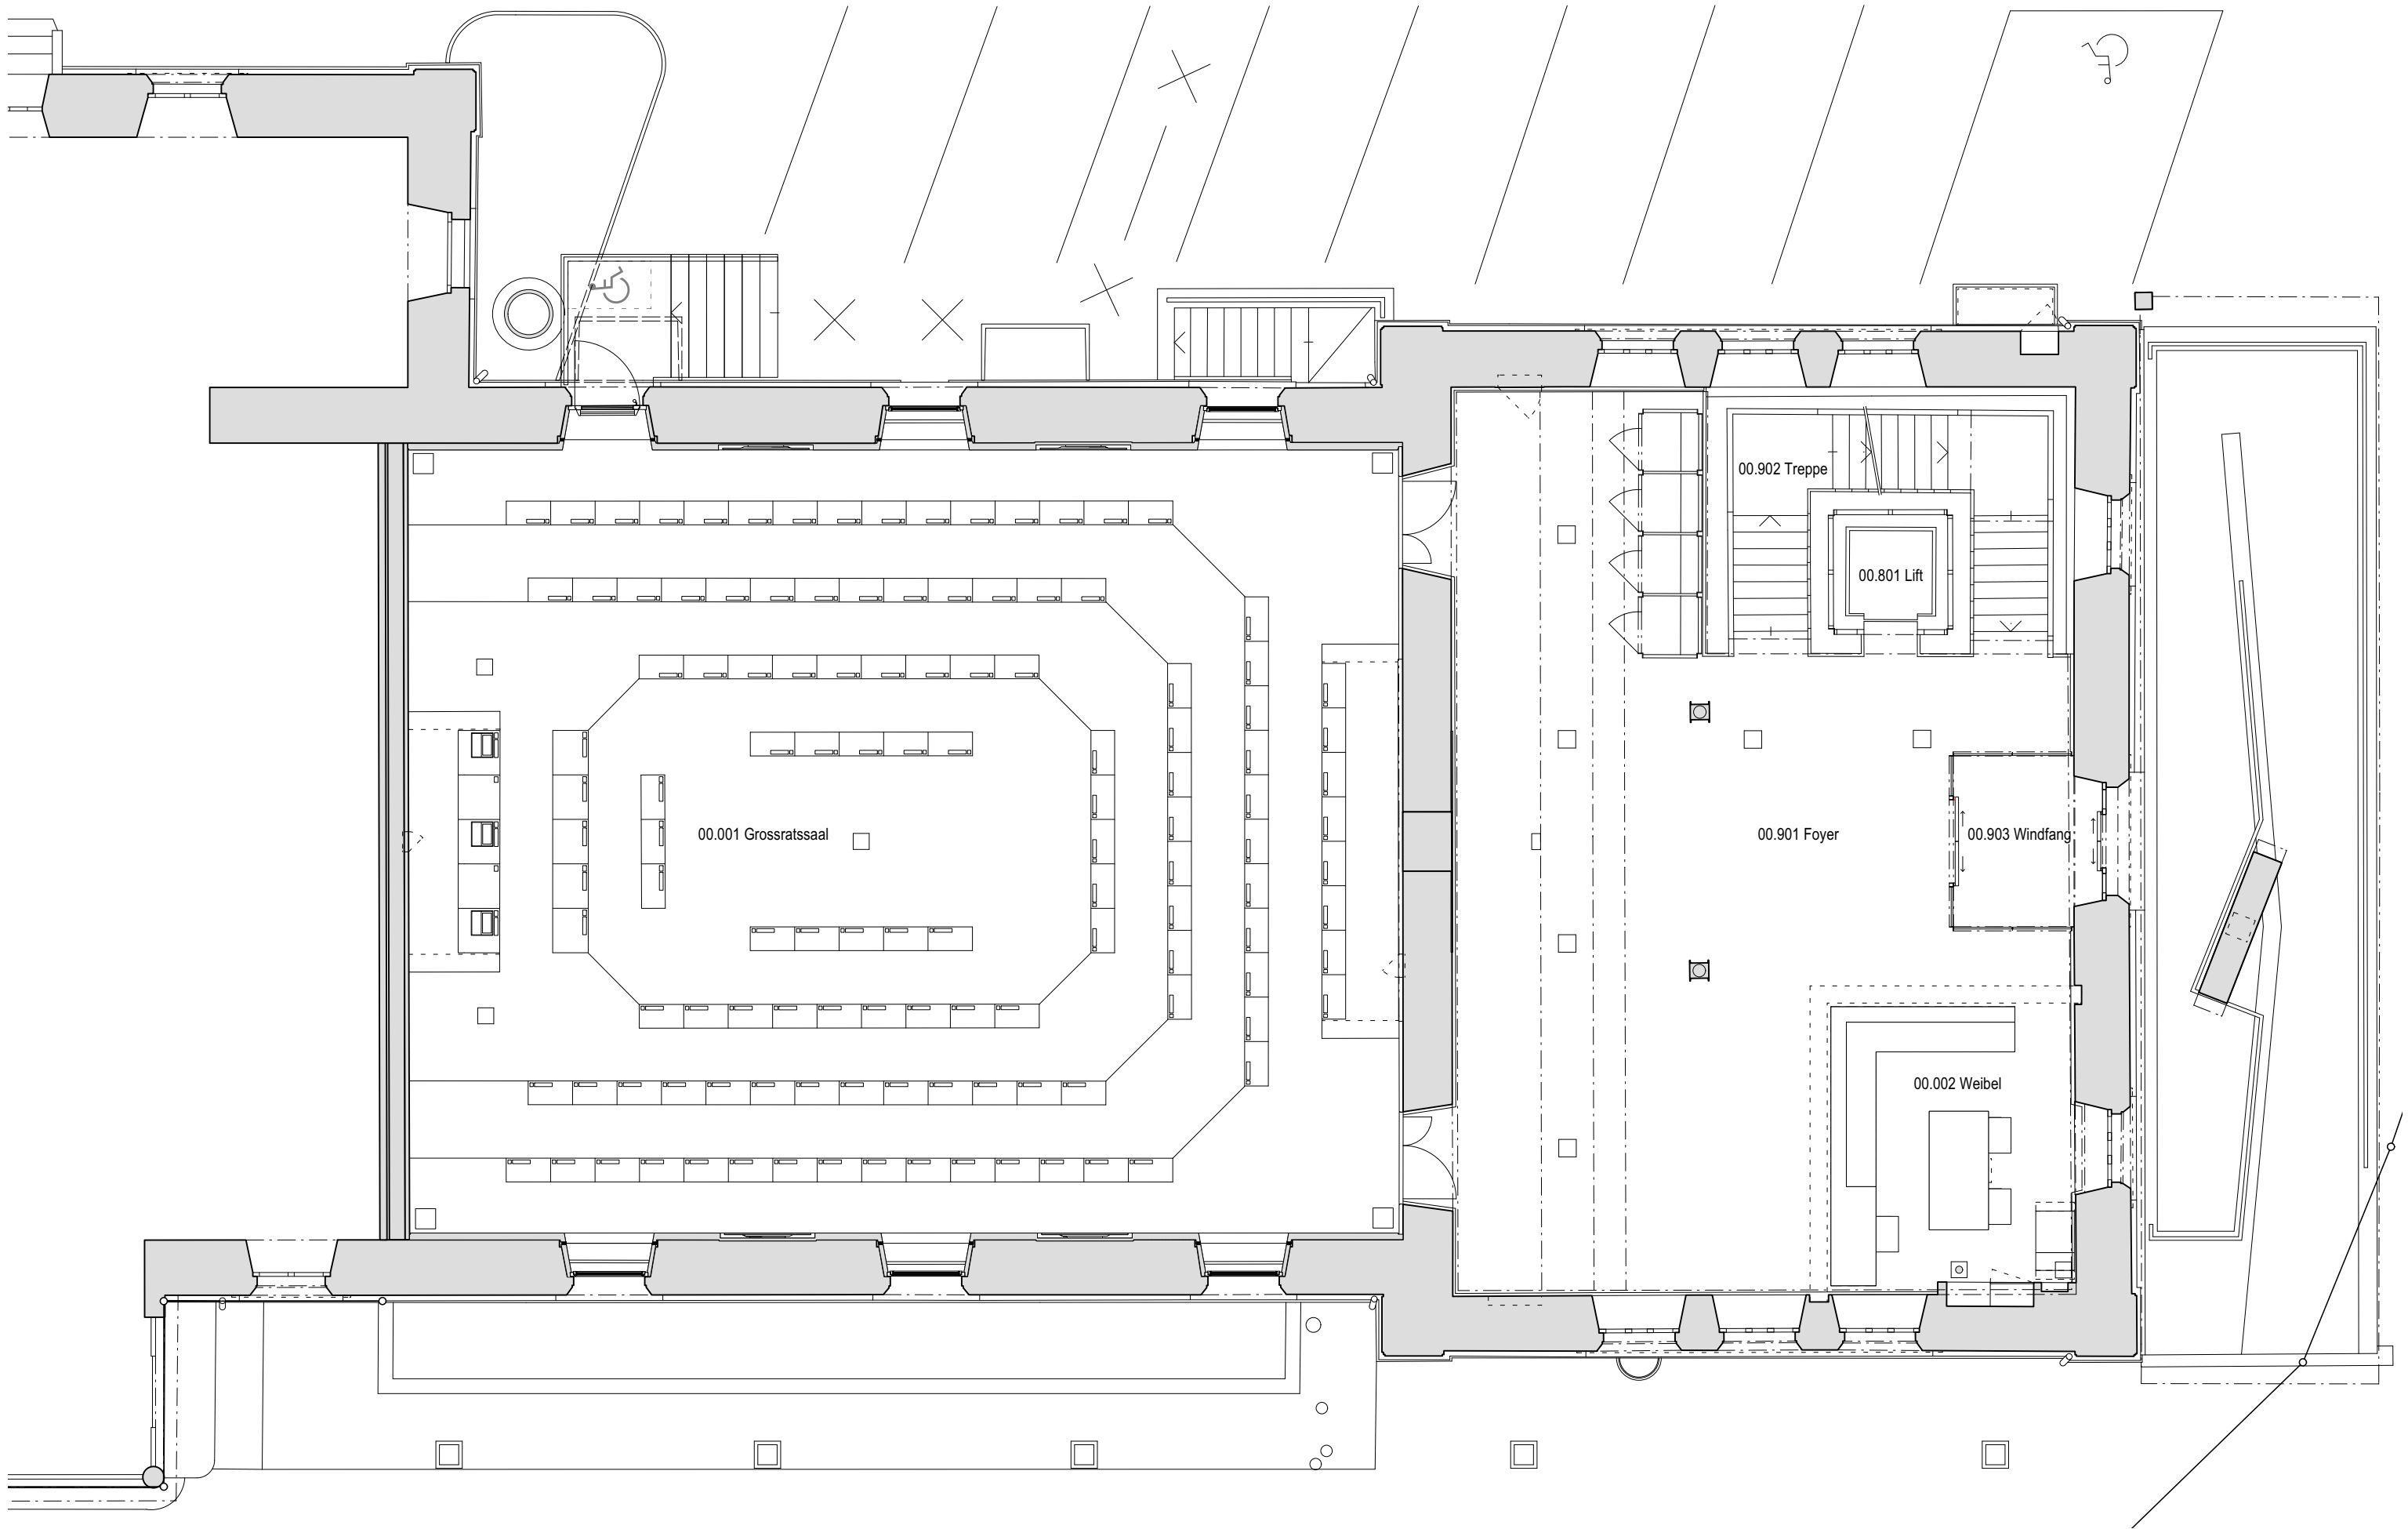 00.902 Treppe
00.801 Lift
00.001 Grossratssaal
00.901 Foyer
00.903 Windfang
00.002 Weibel